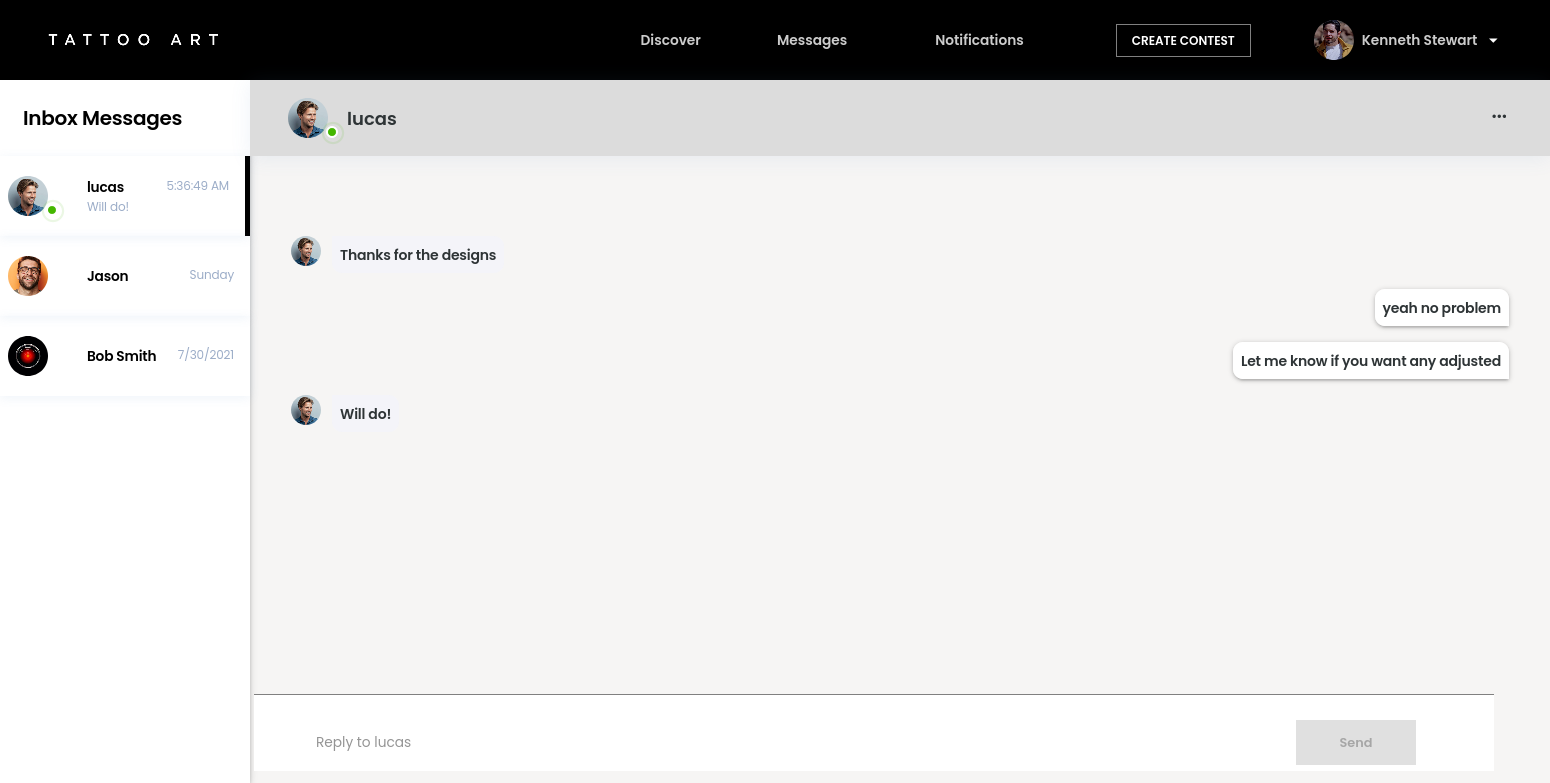 TATTOO ART
Discover
Messages
Notifications
CREATE CONTEST
Kenneth Stewart
Inbox Messages
lucas
5:36:49 AM
Will do!
Jason
Sunday
Bob Smith
7/30/2021
lucas
Thanks for the designs
yeah no problem
Let me know if you want any adjusted
Will do!
Reply to lucas
Send